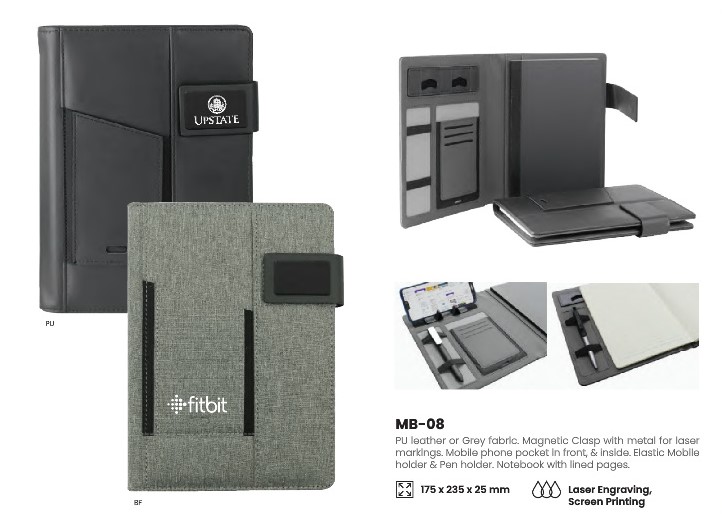 UPSTATE
PU
fitbit
BF
MB-08
PU leather or Grey fabric. Magnetic Clasp with metal for laser
markings. Mobile phone pocket in front, & inside. Elastic Mobile
holder & Pen holder. Notebook with lined pages.
175 x 235 x 25 mm
Laser Engraving,
Screen Printing